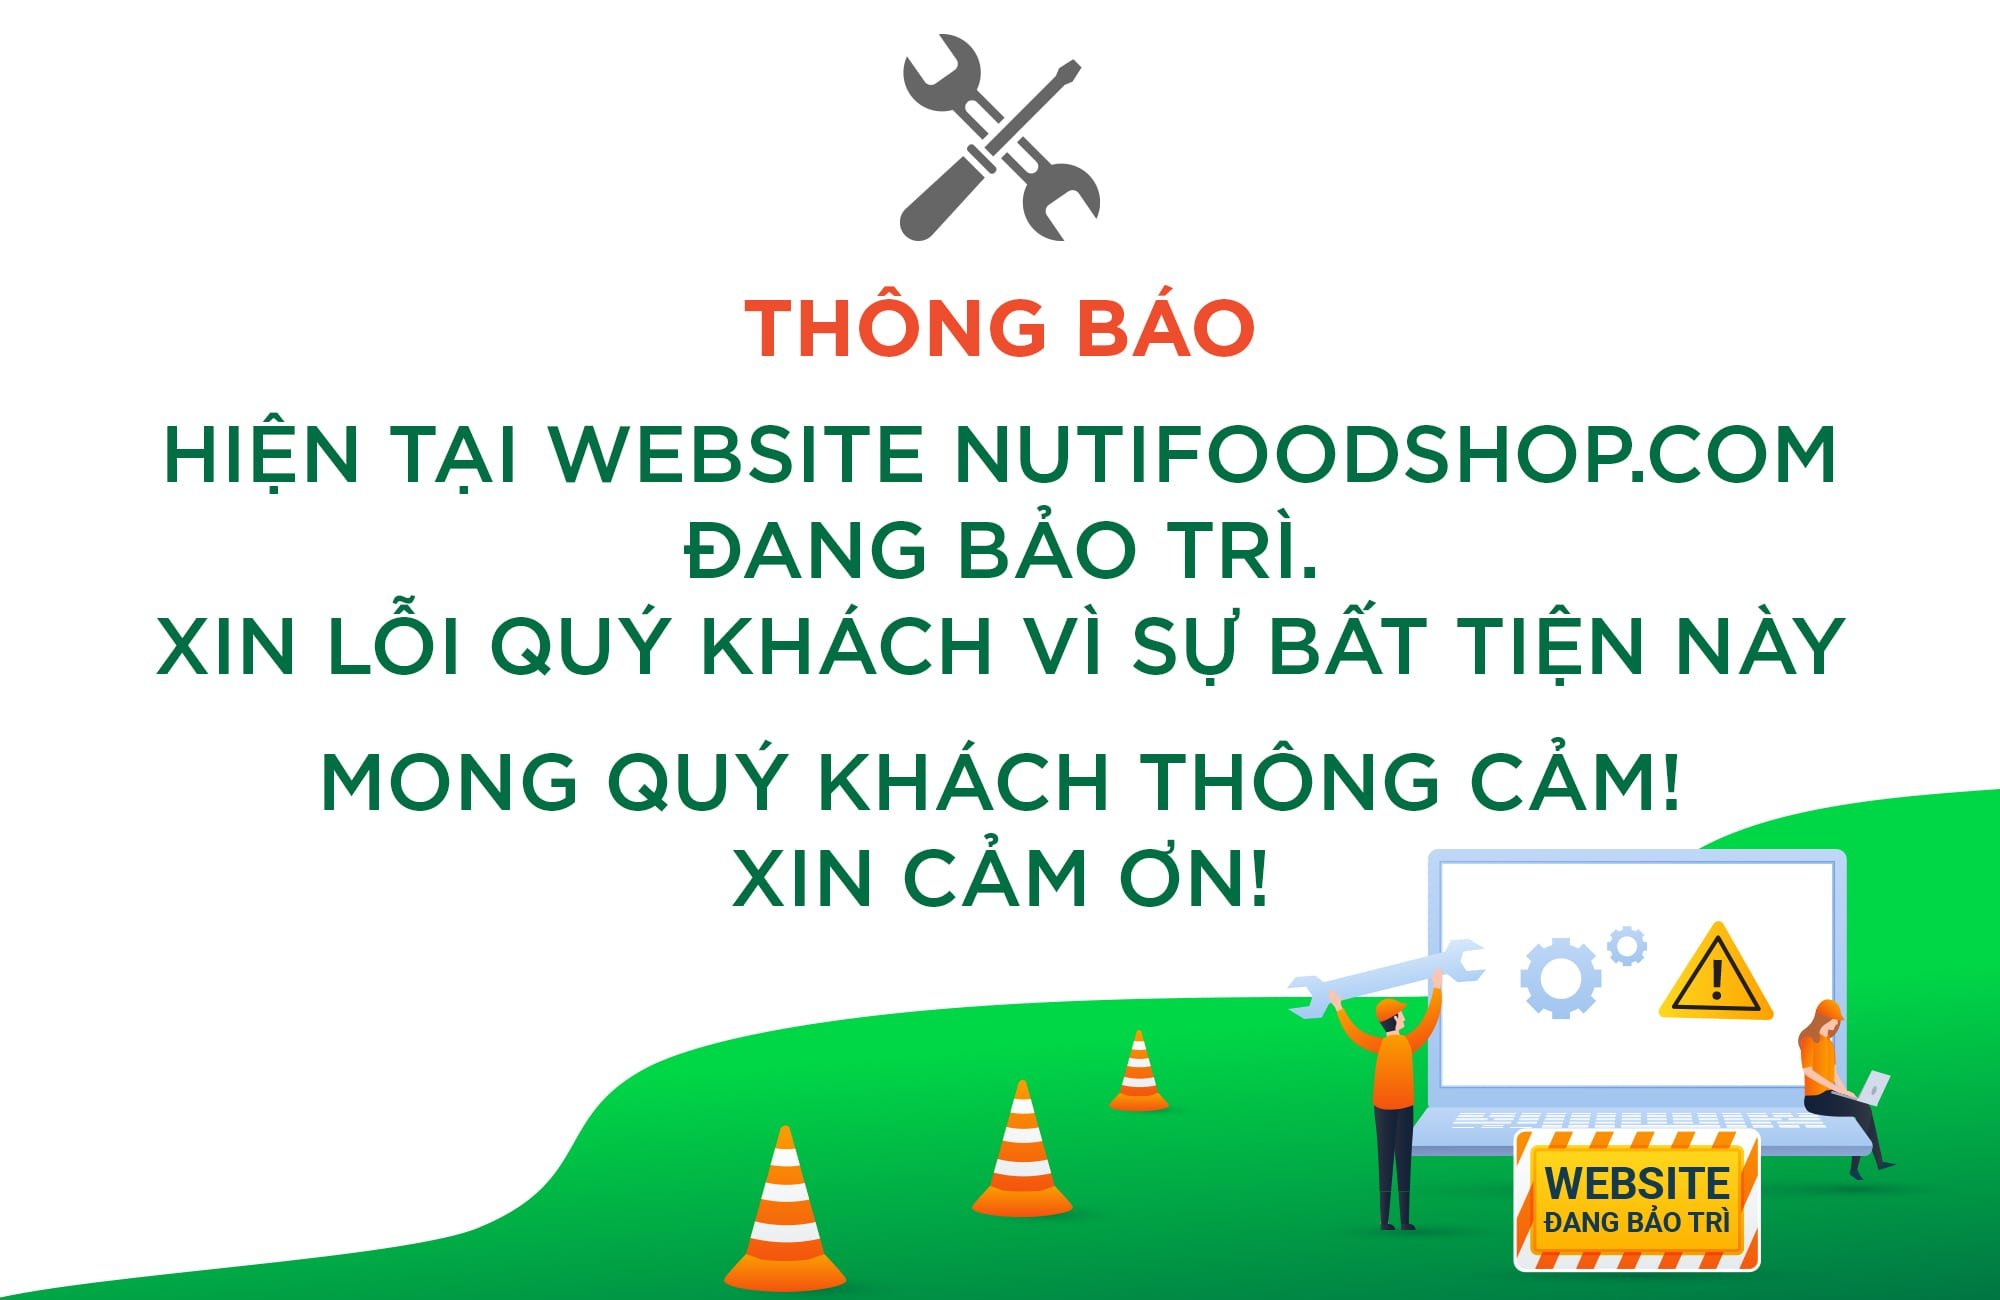 THÔNG BÁO
HIỆN TẠI WEBSITE NUTIFOODSHOP.COM
ĐANG BẢO TRÌ.
XIN LỖI QUÝ KHÁCH VÌ SỰ BẤT TIỆN NÀY
MONG QUÝ KHÁCH THÔNG CẢM!
XIN CẢM ƠN!
WEBSITE
ĐANG BẢO TRÌ